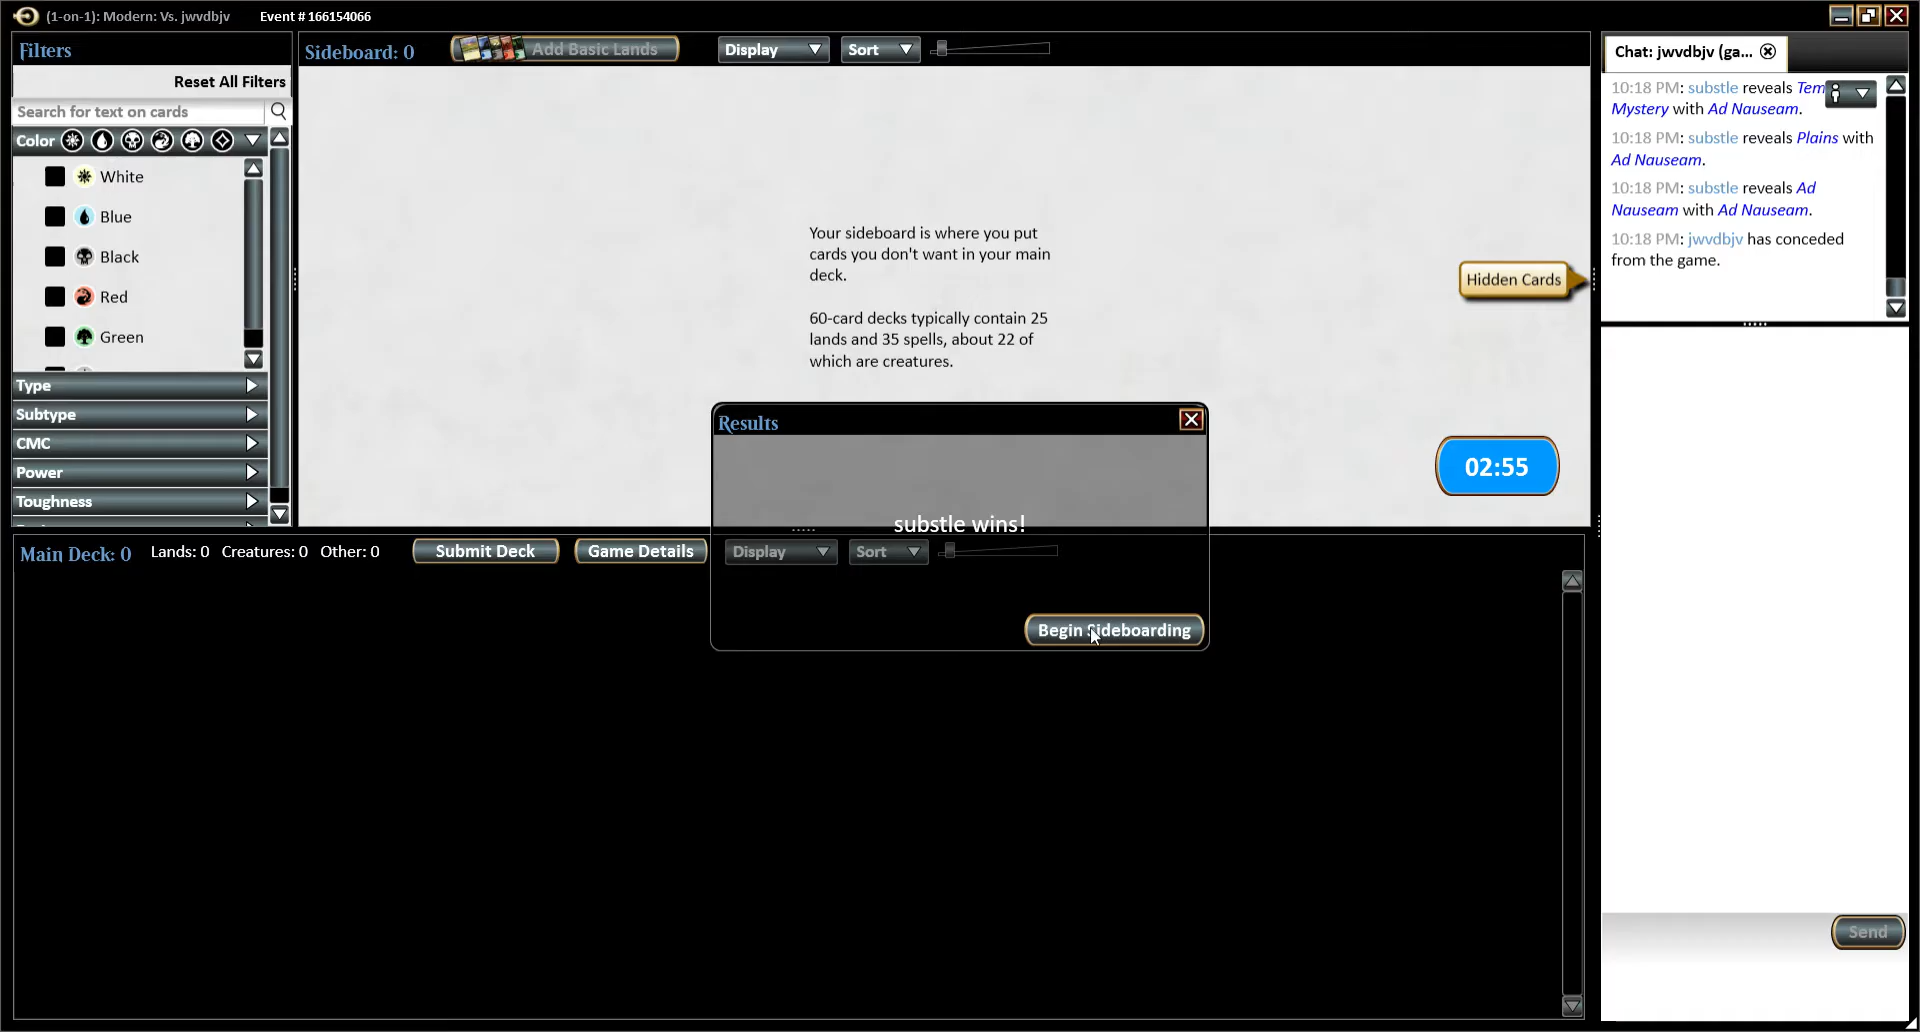 (1-on-1): Modern: Vs. jwvdbjv Event # 166154066
Filters
Reset All Filters
Search for text on cards
Color
White
Blue
Black
Red
Green
Type
Subtype
CMC
Power
Toughness
Sideboard: 0 Add Basic Lands Display Sort
Your sideboard is where you put
cards you don't want in your main
deck.
60-card decks typically contain 25
lands and 35 spells, about 22 of
which are creatures.
Hidden Cards
02:55
Results
substle wins!
Begin Sideboarding
Main Deck: 0 Lands: 0 Creatures: 0 Other: 0 Submit Deck Game Details Display Sort
Chat: jwvdbjv (ga...
10:18 PM: substle reveals Tem
Mystery with Ad Nauseam.
10:18 PM: substle reveals Plains with
Ad Nauseam.
10:18 PM: substle reveals Ad
Nauseam with Ad Nauseam.
10:18 PM: jwvdbjv has conceded
from the game.
Send